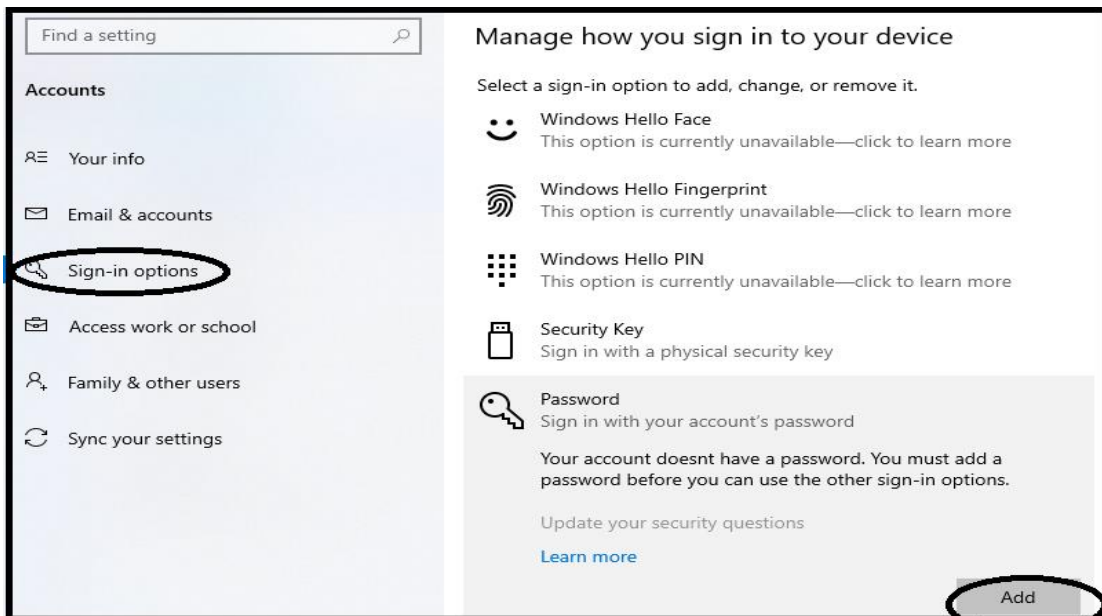 Find a setting
Accounts
Your info
Email & accounts
Sign-in options
Access work or school
Family & other users
Sync your settings
Manage how you sign in to your device
Select a sign-in option to add, change, or remove it.
Windows Hello Face
This option is currently unavailable—click to learn more
Windows Hello Fingerprint
This option is currently unavailable—click to learn more
Windows Hello PIN
This option is currently unavailable—click to learn more
Security Key
Sign in with a physical security key
Password
Sign in with your account's password
Your account doesnt have a password. You must add a
password before you can use the other sign-in options.
Update your security questions
Learn more
Add